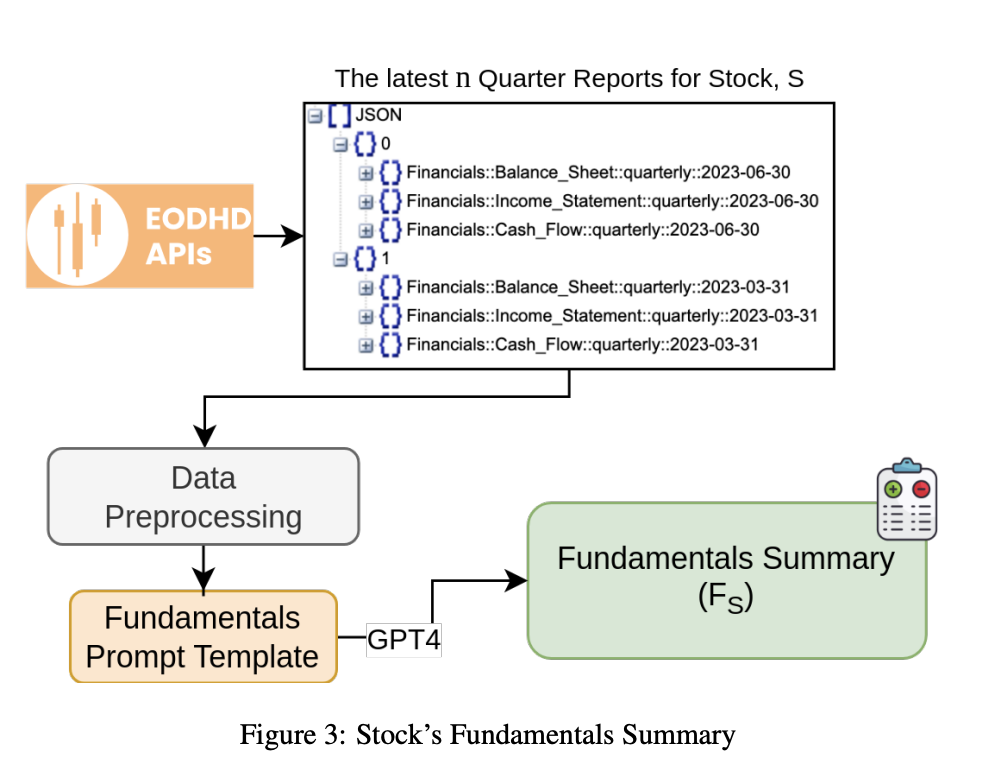 The latest n Quarter Reports for Stock, S
JSON
0
Financials::Balance_Sheet::quarterly::2023-06-30
Financials::Income_Statement::quarterly::2023-06-30
Financials::Cash_Flow::quarterly::2023-06-30
1
Financials::Balance_Sheet::quarterly::2023-03-31
Financials::Income_Statement::quarterly::2023-03-31
Financials::Cash_Flow::quarterly::2023-03-31
EODHD
APIs
Data
Preprocessing
Fundamentals
Prompt Template
GPT4
Fundamentals Summary
(FS)
Figure 3: Stock’s Fundamentals Summary